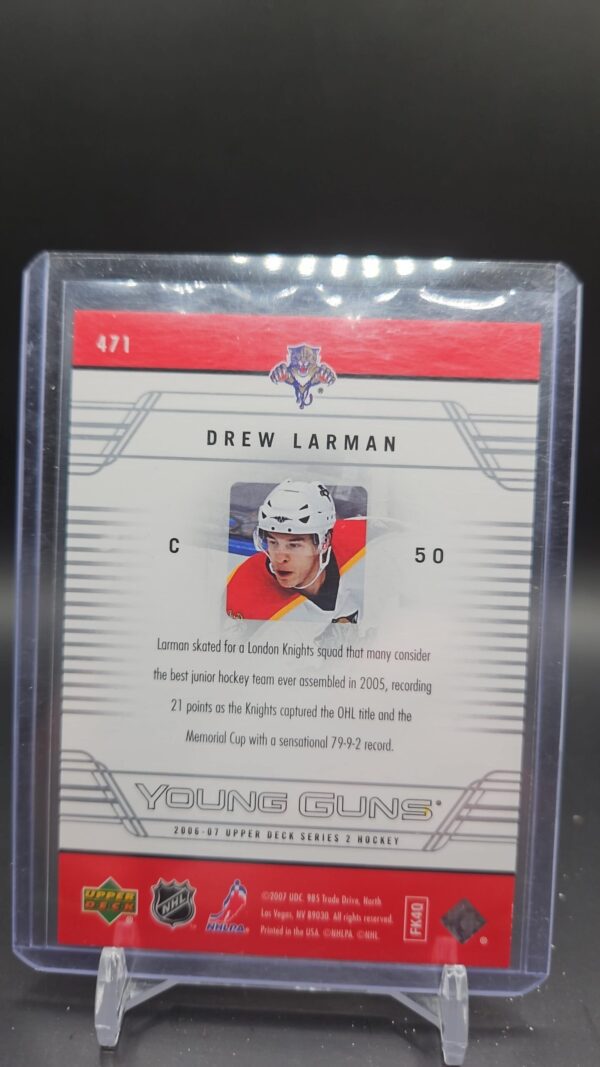 471
®
DREW LARMAN
C
50
Larman skated for a London Knights squad that many consider
the best junior hockey team ever assembled in 2005, recording
21 points as the Knights captured the OHL title and the
Memorial Cup with a sensational 79-9-2 record.
YOUNG GUNS
2006-07 UPPER DECK SERIES 2 HOCKEY
UPPER DECK
NHL
NHLPA
©2007 UDC. 985 Trade Drive, North
Las Vegas, NV 89030. All rights reserved.
Printed in the USA ©NHLPA ©NHL
FK40
®